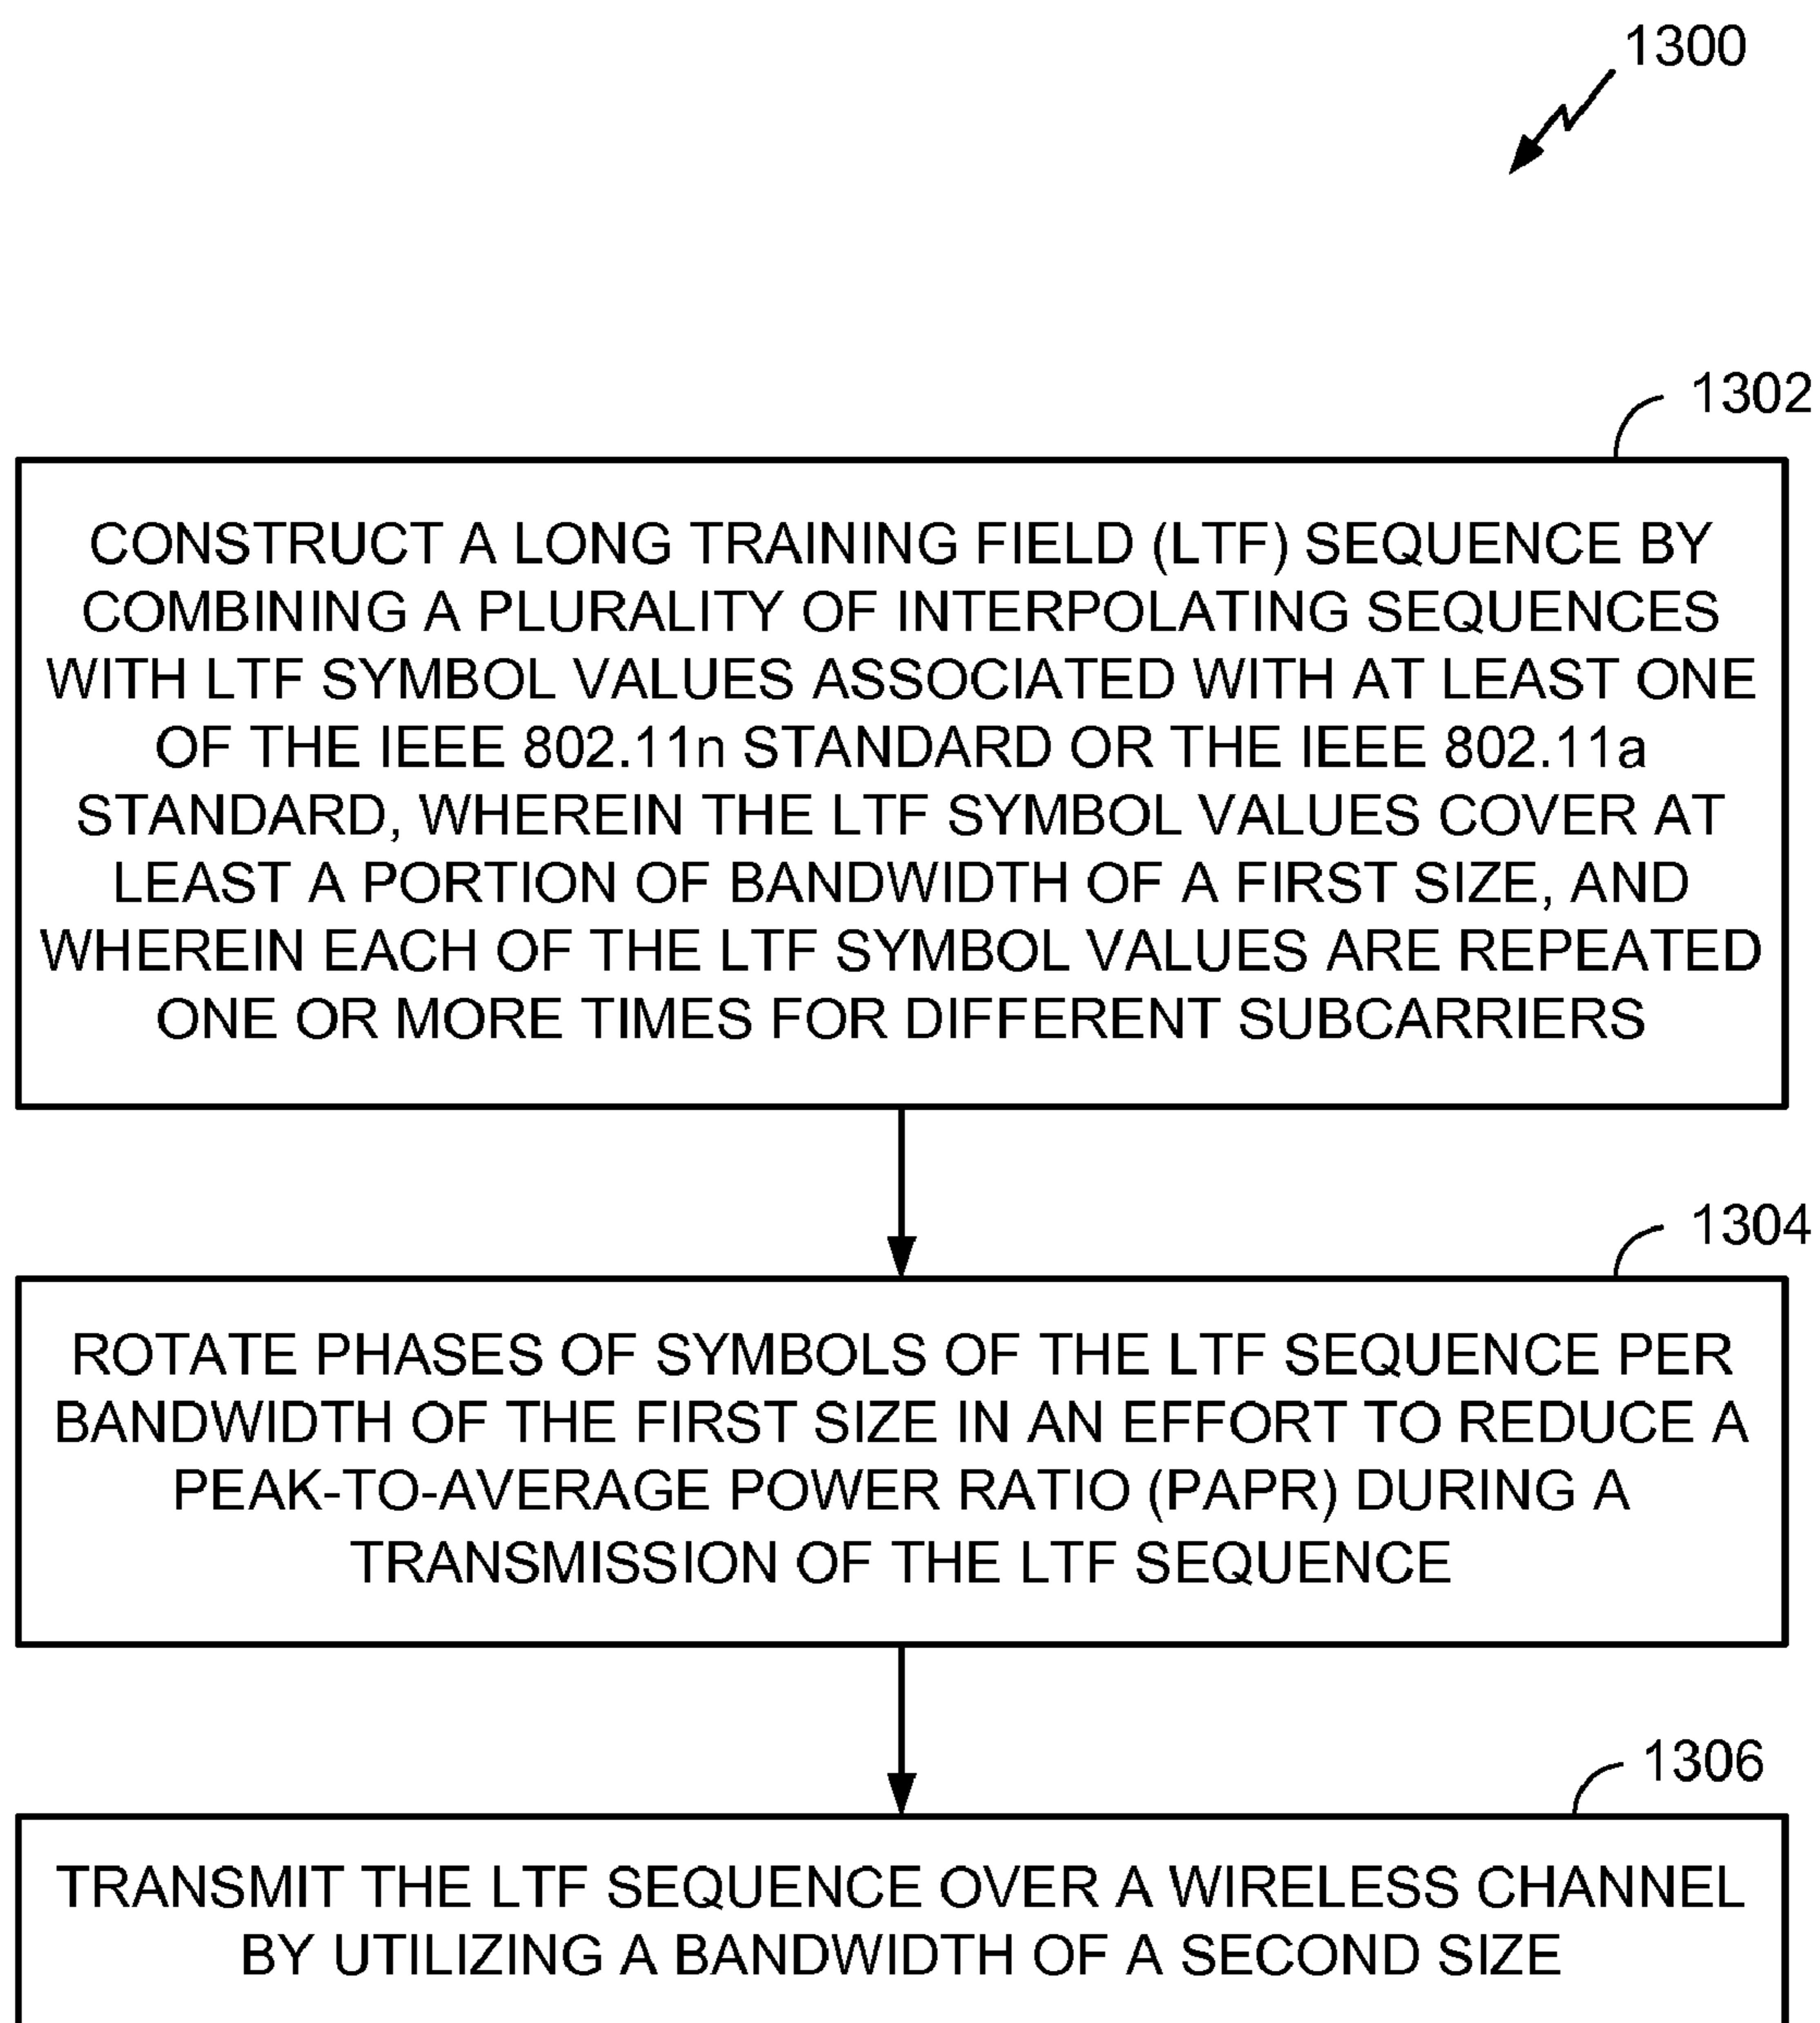 1300
1302
CONSTRUCT A LONG TRAINING FIELD (LTF) SEQUENCE BY
COMBINING A PLURALITY OF INTERPOLATING SEQUENCES
WITH LTF SYMBOL VALUES ASSOCIATED WITH AT LEAST ONE
OF THE IEEE 802.11n STANDARD OR THE IEEE 802.11a
STANDARD, WHEREIN THE LTF SYMBOL VALUES COVER AT
LEAST A PORTION OF BANDWIDTH OF A FIRST SIZE, AND
WHEREIN EACH OF THE LTF SYMBOL VALUES ARE REPEATED
ONE OR MORE TIMES FOR DIFFERENT SUBCARRIERS
1304
ROTATE PHASES OF SYMBOLS OF THE LTF SEQUENCE PER
BANDWIDTH OF THE FIRST SIZE IN AN EFFORT TO REDUCE A
PEAK-TO-AVERAGE POWER RATIO (PAPR) DURING A
TRANSMISSION OF THE LTF SEQUENCE
1306
TRANSMIT THE LTF SEQUENCE OVER A WIRELESS CHANNEL
BY UTILIZING A BANDWIDTH OF A SECOND SIZE